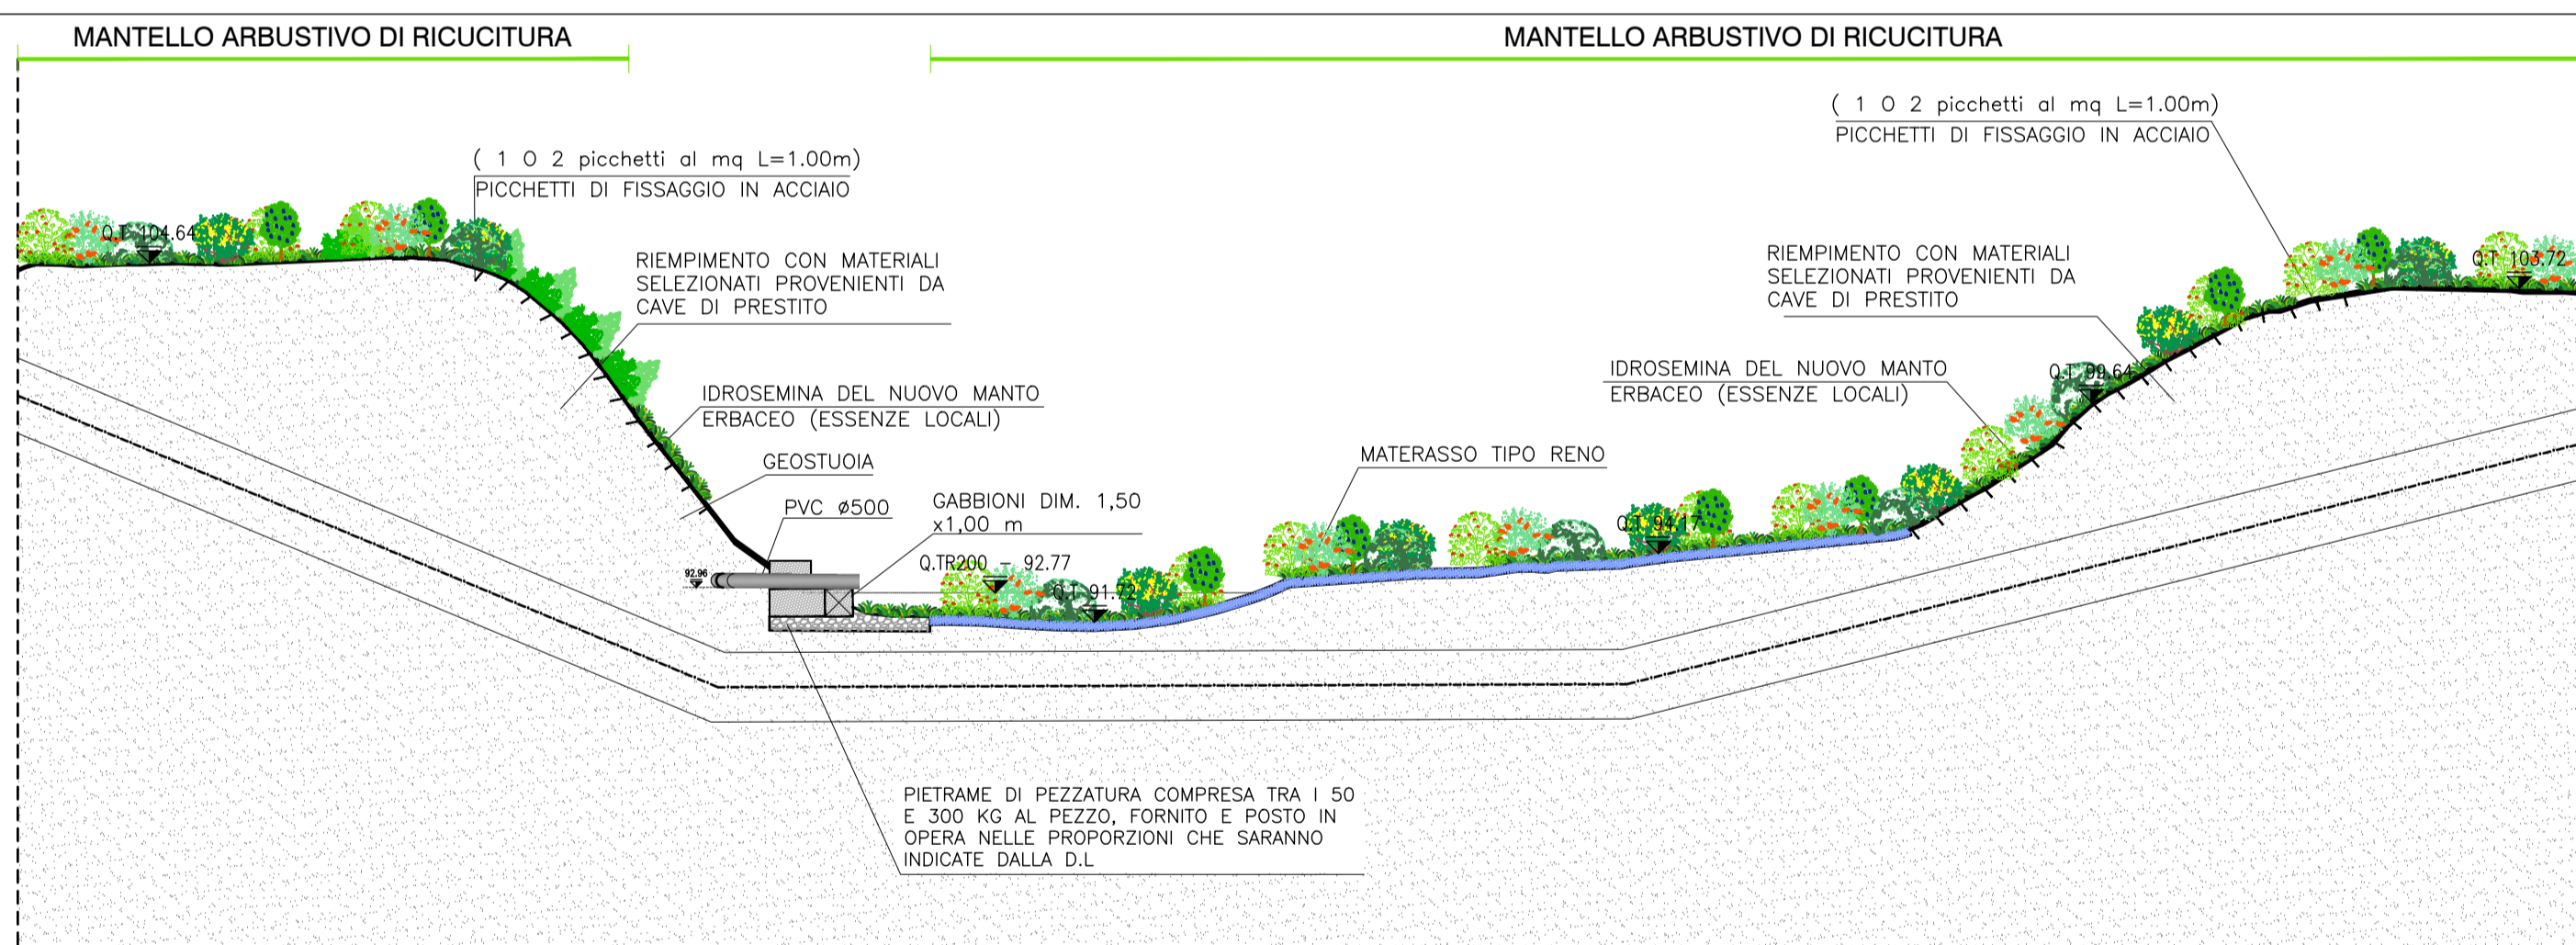 MANTELLO ARBUSTIVO DI RICUCITURA
MANTELLO ARBUSTIVO DI RICUCITURA
( 1 O 2 picchetti al mq L=1.00m)
PICCHETTI DI FISSAGGIO IN ACCIAIO
( 1 O 2 picchetti al mq L=1.00m)
PICCHETTI DI FISSAGGIO IN ACCIAIO
Q.T. 104.64
RIEMPIMENTO CON MATERIALI
SELEZIONATI PROVENIENTI DA
CAVE DI PRESTITO
RIEMPIMENTO CON MATERIALI
SELEZIONATI PROVENIENTI DA
CAVE DI PRESTITO
Q.T. 103.72
IDROSEMINA DEL NUOVO MANTO
ERBACEO (ESSENZE LOCALI)
IDROSEMINA DEL NUOVO MANTO
ERBACEO (ESSENZE LOCALI)
Q.T. 99.64
GEOSTUOIA
MATERASSO TIPO RENO
PVC ø500
GABBIONI DIM. 1,50
x1,00 m
Q.T. 94.17
Q.TR200 - 92.77
92.96
Q.T. 91.72
PIETRAME DI PEZZATURA COMPRESA TRA I 50
E 300 KG AL PEZZO, FORNITO E POSTO IN
OPERA NELLE PROPORZIONI CHE SARANNO
INDICATE DALLA D.L